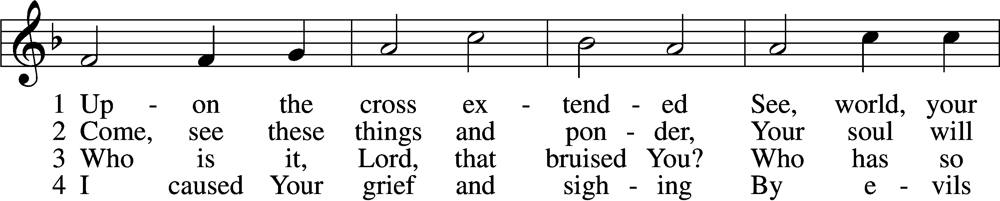 1 Up - on the cross ex - tend - ed See, world, your
2 Come, see these things and pon - der, Your soul will
3 Who is it, Lord, that bruised You? Who has so
4 I caused Your grief and sigh - ing By e - vils